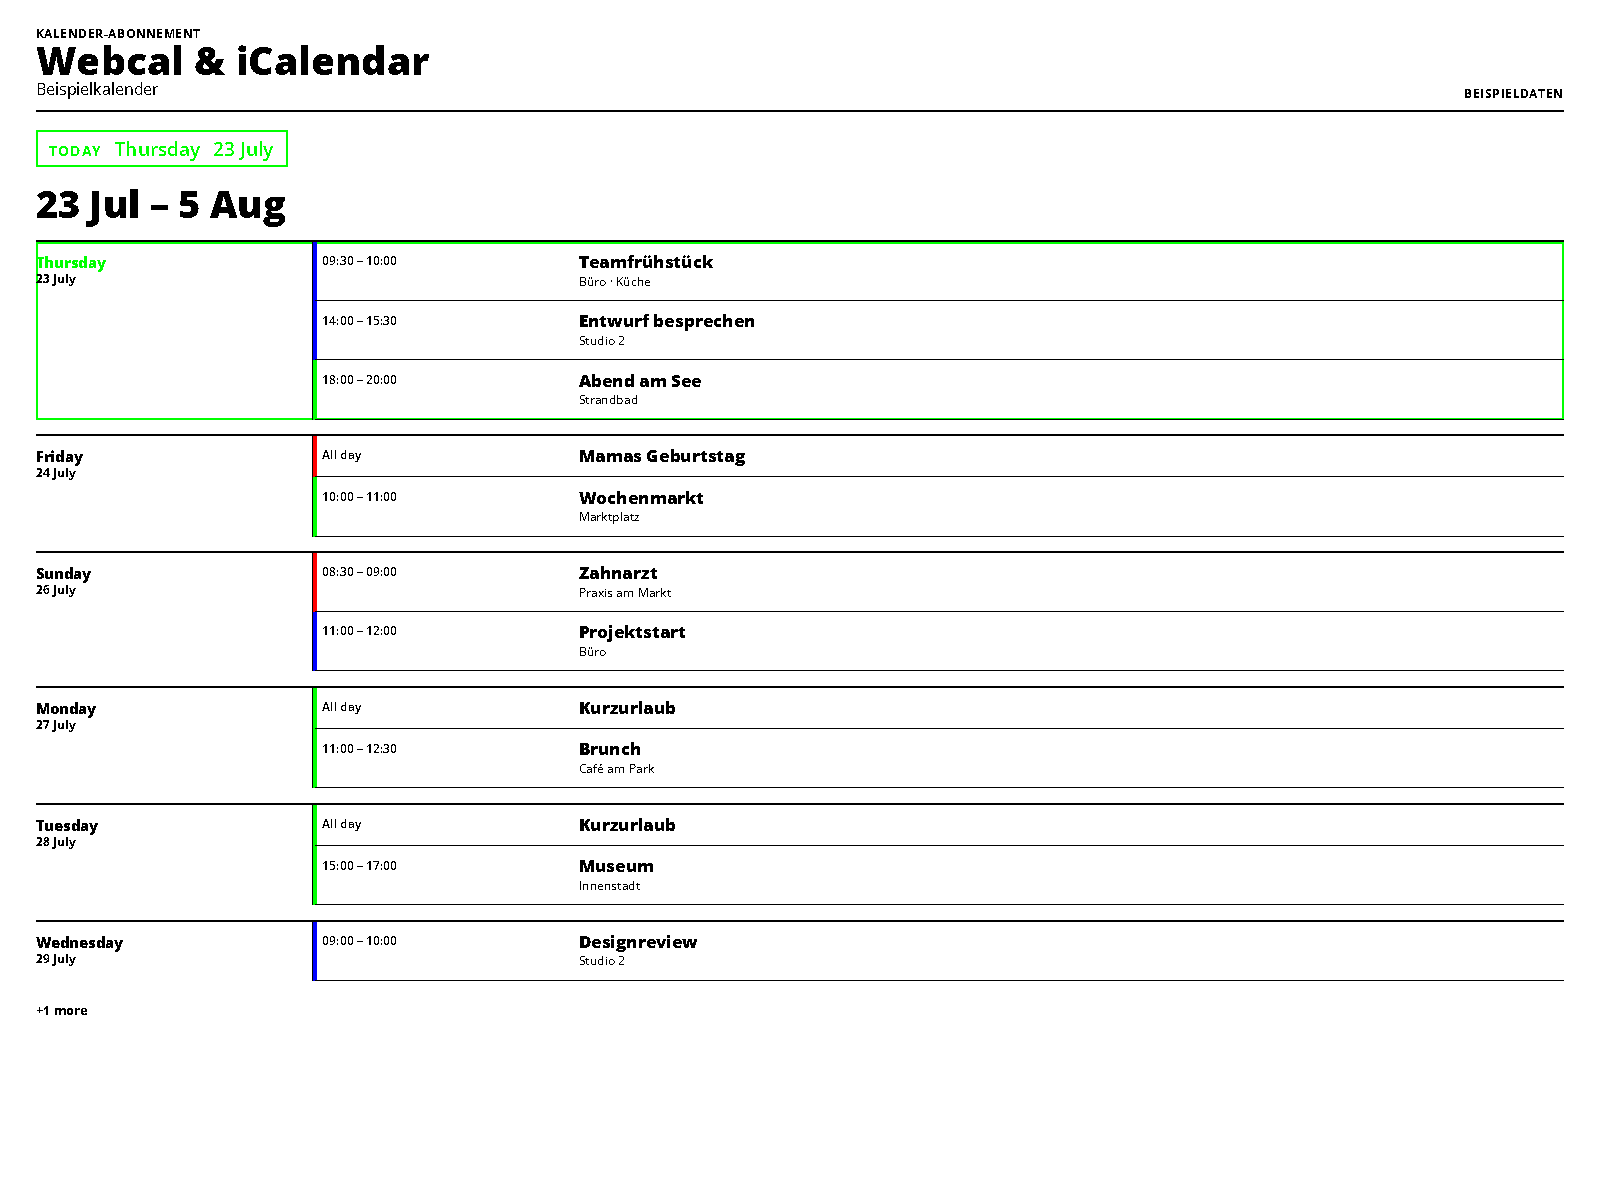 KALENDER-ABONNEMENT
Webcal & iCalendar
Beispielkalender
BEISPIELDATEN
TODAY Thursday 23 July
23 Jul – 5 Aug
Thursday
23 July
09:30 – 10:00 Teamfrühstück
Büro · Küche
14:00 – 15:30 Entwurf besprechen
Studio 2
18:00 – 20:00 Abend am See
Strandbad
Friday
24 July
All day Mamas Geburtstag
10:00 – 11:00 Wochenmarkt
Marktplatz
Sunday
26 July
08:30 – 09:00 Zahnarzt
Praxis am Markt
11:00 – 12:00 Projektstart
Büro
Monday
27 July
All day Kurzurlaub
11:00 – 12:30 Brunch
Café am Park
Tuesday
28 July
All day Kurzurlaub
15:00 – 17:00 Museum
Innenstadt
Wednesday
29 July
09:00 – 10:00 Designreview
Studio 2
+1 more